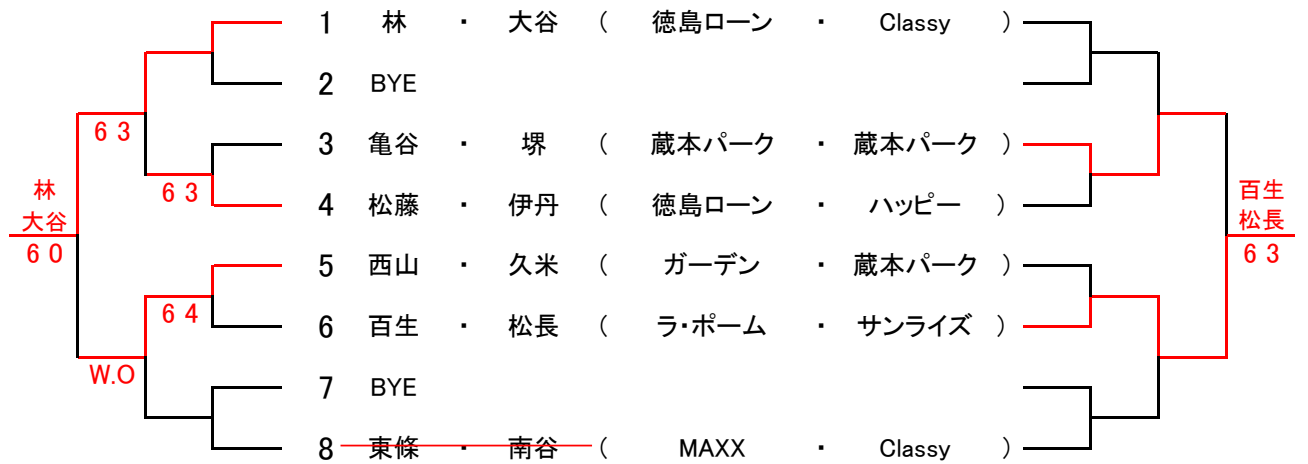 1 林 ・ 大谷 ( 徳島ローン ・ Classy )
2 BYE
6 3
3 亀谷 ・ 堺 ( 蔵本パーク ・ 蔵本パーク )
6 3
4 松藤 ・ 伊丹 ( 徳島ローン ・ ハッピー )
林
大谷
6 0
百生
松長
6 3
5 西山 ・ 久米 ( ガーデン ・ 蔵本パーク )
6 4
6 百生 ・ 松長 ( ラ・ポーム ・ サンライズ )
W.O
7 BYE
8 東條 ・ 南谷 ( MAXX ・ Classy )